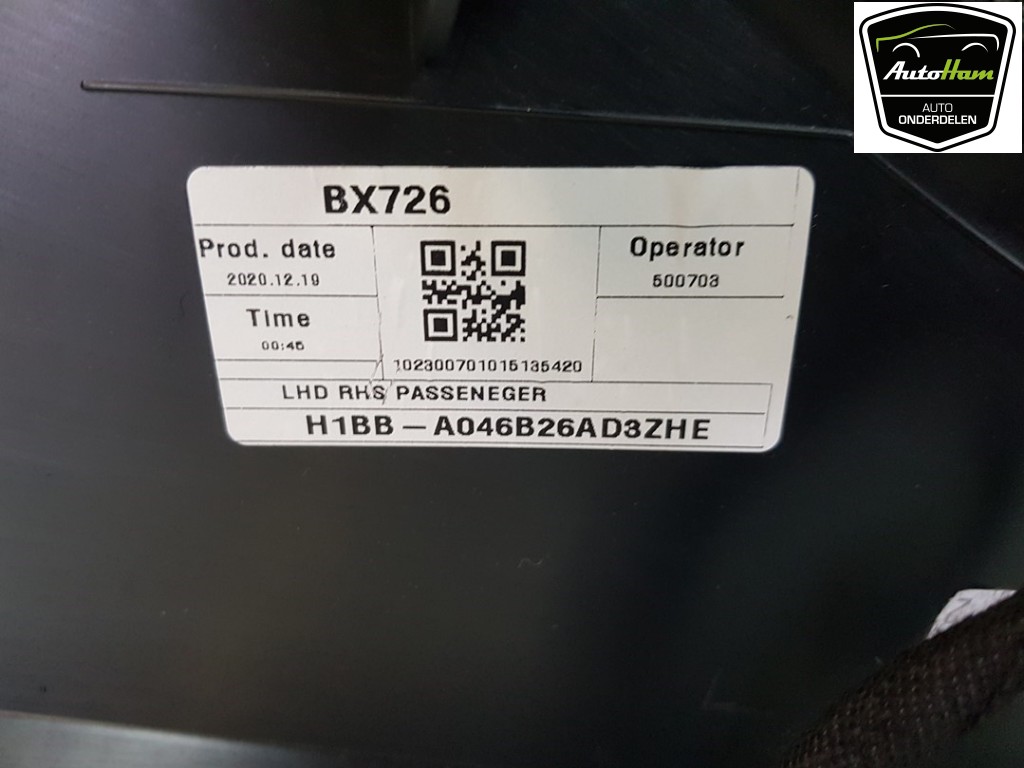 AutoHam
AUTO
ONDERDELEN
BX726
Prod. date
2020.12.19
Operator
500703
Time
00:45
102300701015135420
LHD RHS PASSENEGER
H1BB - A046B26AD3ZHE